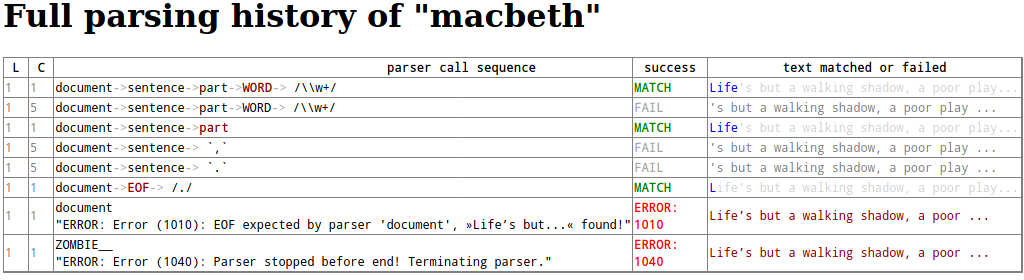 Full parsing history of "macbeth"
L C parser call sequence success text matched or failed
1 1 document->sentence->part->WORD-> /\\w+/ MATCH Life’s but a walking shadow, a poor play...
1 5 document->sentence->part->WORD-> /\\w+/ FAIL ’s but a walking shadow, a poor play ...
1 1 document->sentence->part MATCH Life’s but a walking shadow, a poor play...
1 5 document->sentence-> `,` FAIL ’s but a walking shadow, a poor play ...
1 5 document->sentence-> `.` FAIL ’s but a walking shadow, a poor play ...
1 1 document->EOF-> /./ MATCH Life’s but a walking shadow, a poor play...
1 1 document ERROR: Life’s but a walking shadow, a poor ...
"ERROR: Error (1010): EOF expected by parser 'document', »Life’s but...« found!" 1010
1 1 ZOMBIE__ ERROR: Life’s but a walking shadow, a poor ...
"ERROR: Error (1040): Parser stopped before end! Terminating parser." 1040